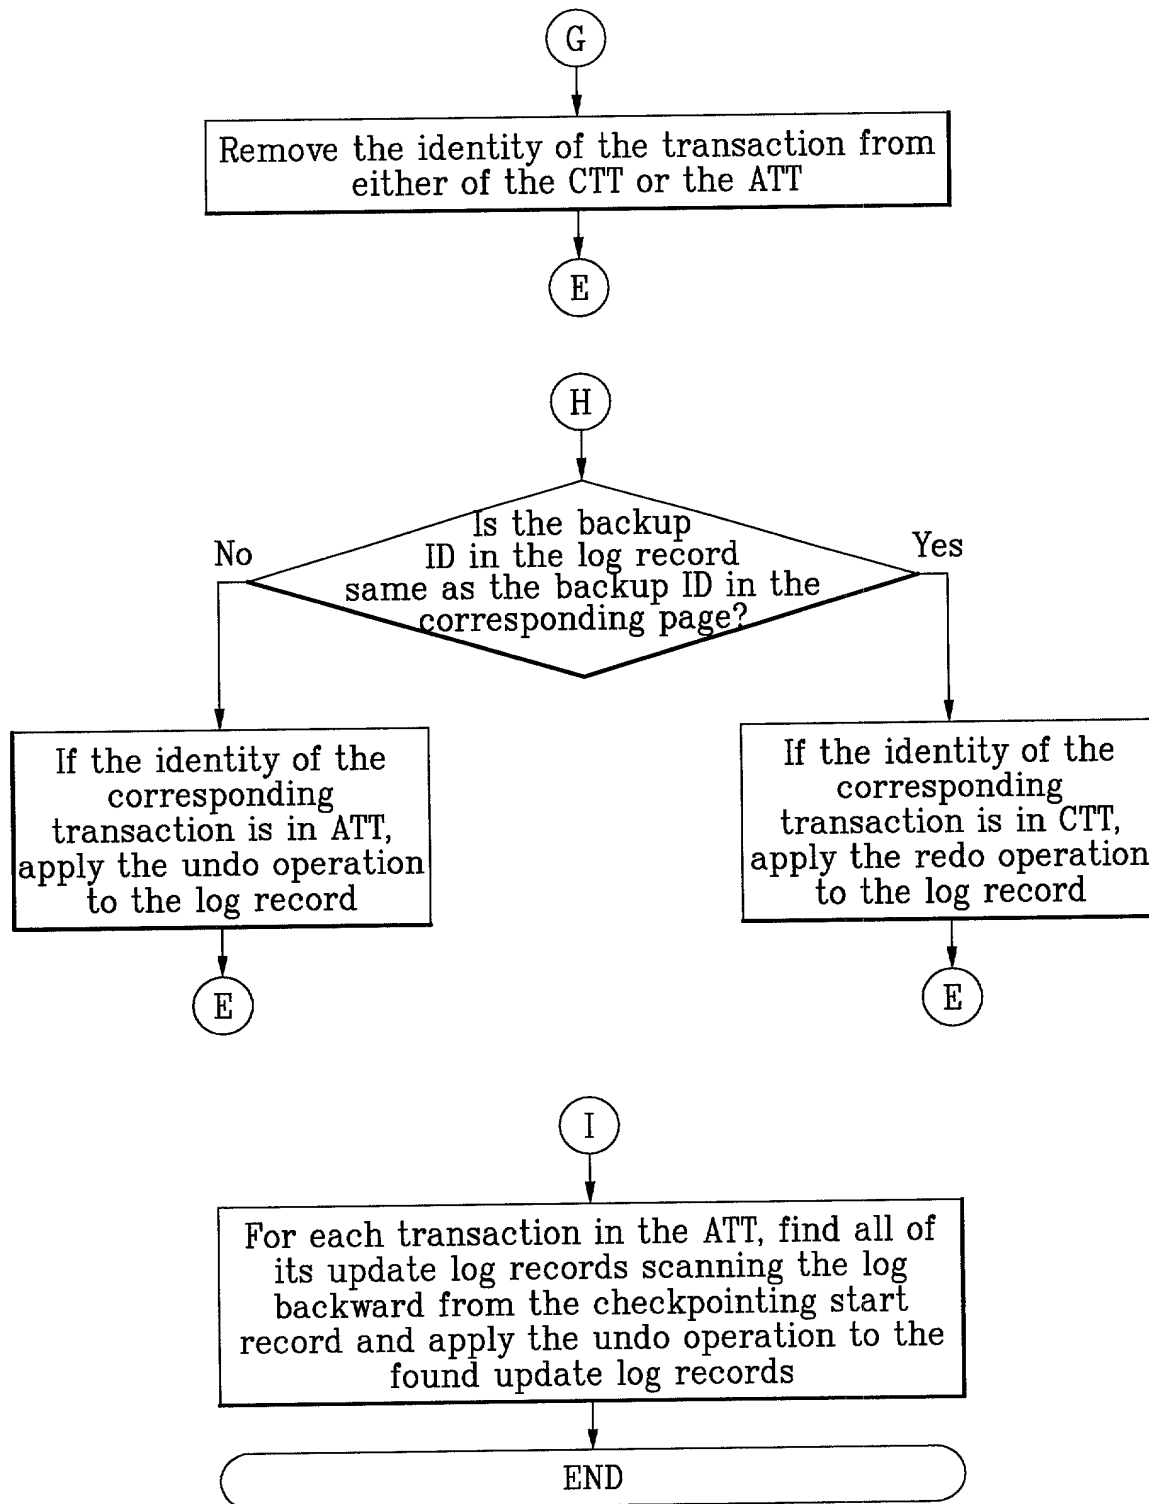 G
Remove the identity of the transaction from
either of the CTT or the ATT
E
H
Is the backup
ID in the log record
same as the backup ID in the
corresponding page?
No
Yes
If the identity of the
corresponding
transaction is in ATT,
apply the undo operation
to the log record
E
If the identity of the
corresponding
transaction is in CTT,
apply the redo operation
to the log record
E
I
For each transaction in the ATT, find all of
its update log records scanning the log
backward from the checkpointing start
record and apply the undo operation to the
found update log records
END